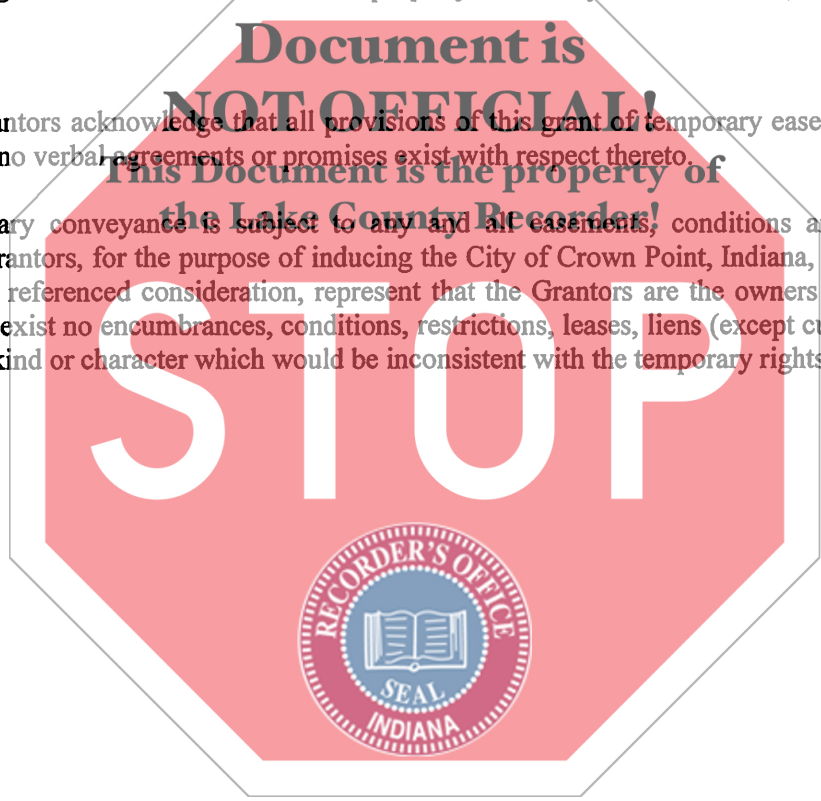 Document is
NOT OFFICIAL!
ntors acknowledge that all provisions of this grant of temporary ease
no verbal agreements or promises exist with respect thereto.
This Document is the property of
the Lake County Recorder!
ary conveyance is subject to any and all easements, conditions a
rantors, for the purpose of inducing the City of Crown Point, Indiana,
referenced consideration, represent that the Grantors are the owners
exist no encumbrances, conditions, restrictions, leases, liens (except cu
kind or character which would be inconsistent with the temporary rights
STOP
RECORDER'S OFFICE
SEAL
INDIANA